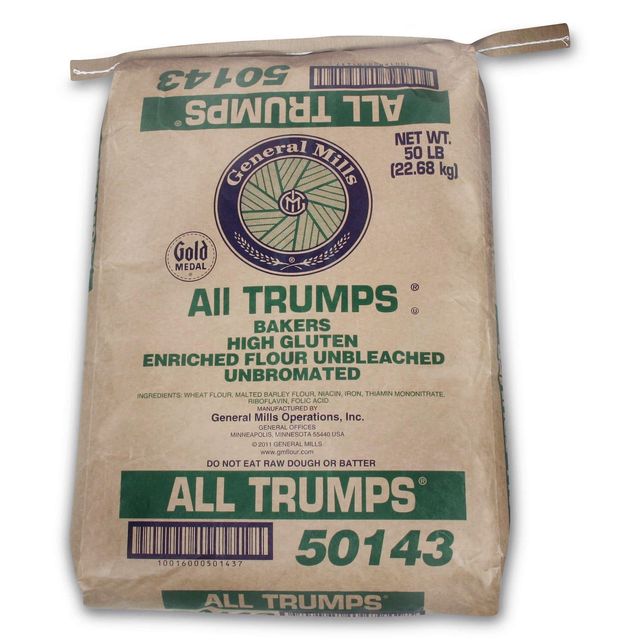 50143
ALL TRUMPS®
General Mills
GM
NET WT.
50 LB
(22.68 kg)
Gold
MEDAL
®
All TRUMPS ®
U
BAKERS
HIGH GLUTEN
ENRICHED FLOUR UNBLEACHED
UNBROMATED
INGREDIENTS: WHEAT FLOUR, MALTED BARLEY FLOUR, NIACIN, IRON, THIAMIN MONONITRATE,
RIBOFLAVIN, FOLIC ACID
MANUFACTURED BY
General Mills Operations, Inc.
GENERAL OFFICES
MINNEAPOLIS, MINNESOTA 55440 USA
© 2011 GENERAL MILLS
www.gmflour.com
DO NOT EAT RAW DOUGH OR BATTER
ALL TRUMPS®
10016000501437
50143
ALL TRUMPS®